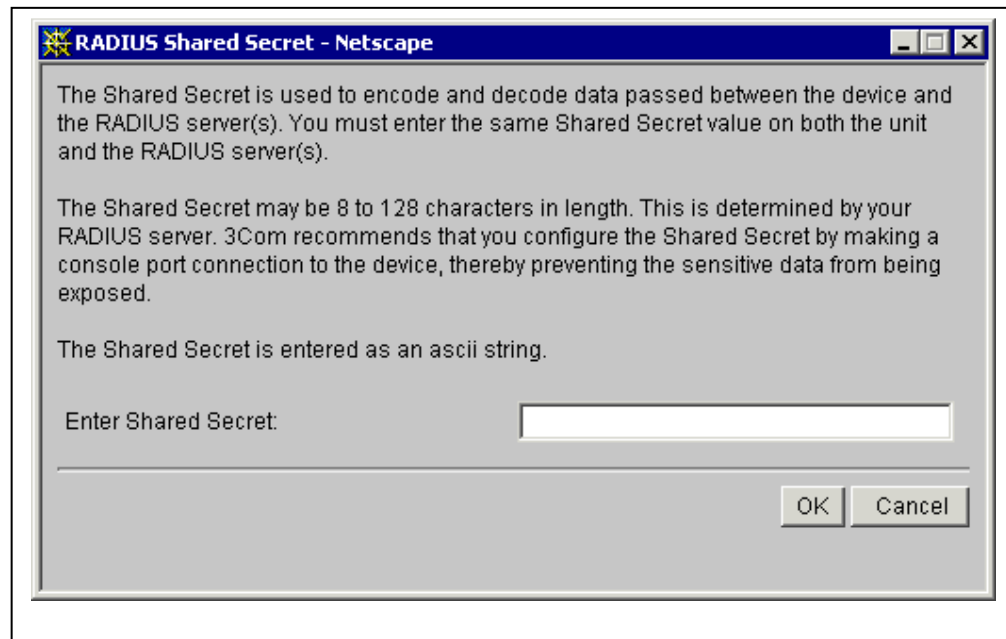 RADIUS Shared Secret - Netscape
The Shared Secret is used to encode and decode data passed between the device and
the RADIUS server(s). You must enter the same Shared Secret value on both the unit
and the RADIUS server(s).
The Shared Secret may be 8 to 128 characters in length. This is determined by your
RADIUS server. 3Com recommends that you configure the Shared Secret by making a
console port connection to the device, thereby preventing the sensitive data from being
exposed.
The Shared Secret is entered as an ascii string.
Enter Shared Secret:
OK Cancel